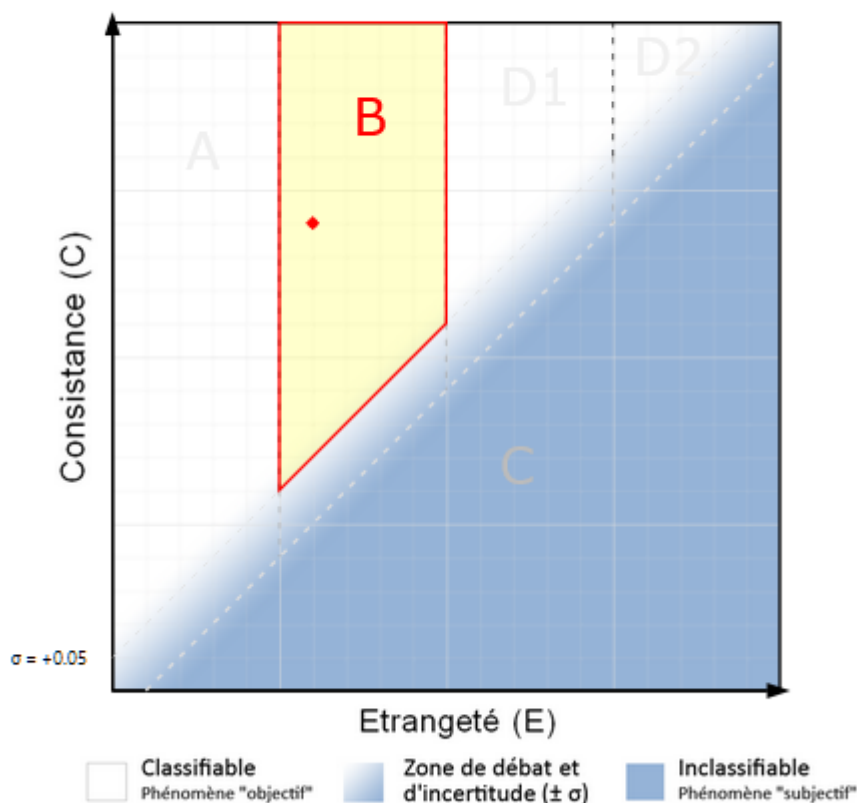 A
B
D1
D2
C
Consistance (C)
σ = +0.05
Etrangeté (E)
Classifiable
Phénomène "objectif"
Zone de débat et
d'incertitude (± σ)
Inclassifiable
Phénomène "subjectif"